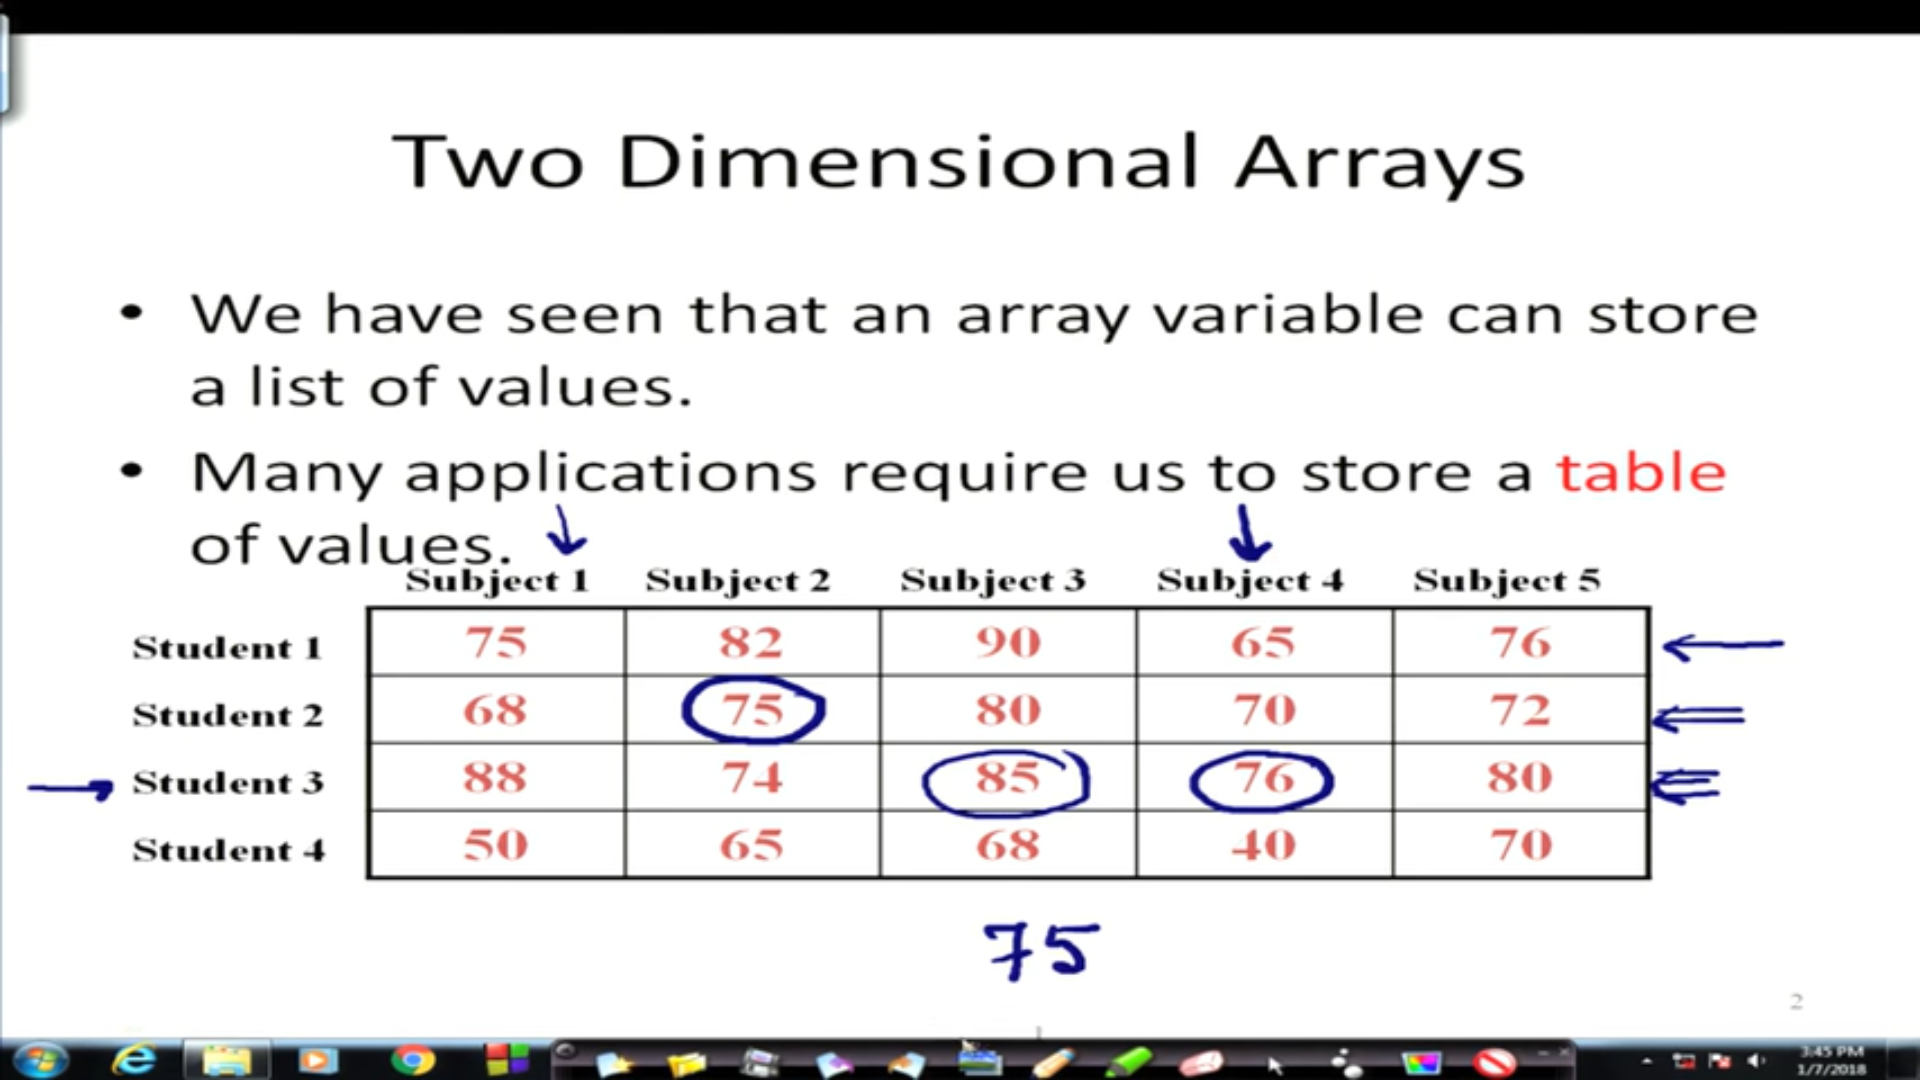 Two Dimensional Arrays
• We have seen that an array variable can store
a list of values.
• Many applications require us to store a table
of values.
Subject 1 Subject 2 Subject 3 Subject 4 Subject 5
Student 1 75 82 90 65 76
Student 2 68 75 80 70 72
Student 3 88 74 85 76 80
Student 4 50 65 68 40 70
75
2
3:45 PM
1/7/2018